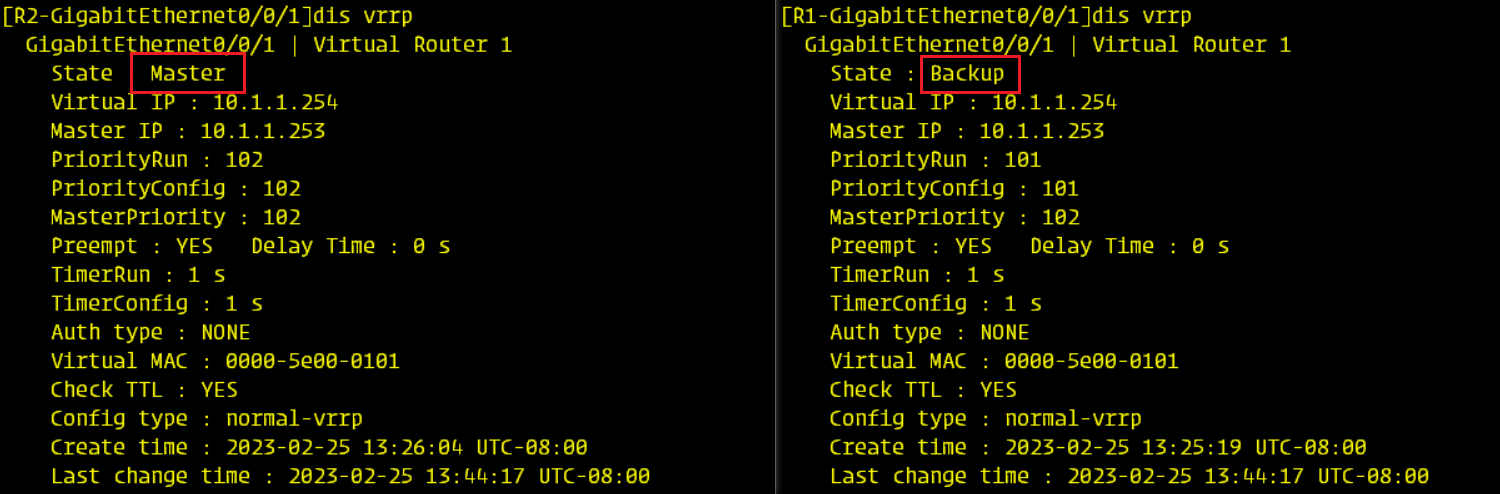 [R2-GigabitEthernet0/0/1]dis vrrp
GigabitEthernet0/0/1 | Virtual Router 1
State Master
Virtual IP : 10.1.1.254
Master IP : 10.1.1.253
PriorityRun : 102
PriorityConfig : 102
MasterPriority : 102
Preempt : YES   Delay Time : 0 s
TimerRun : 1 s
TimerConfig : 1 s
Auth type : NONE
Virtual MAC : 0000-5e00-0101
Check TTL : YES
Config type : normal-vrrp
Create time : 2023-02-25 13:26:04 UTC-08:00
Last change time : 2023-02-25 13:44:17 UTC-08:00
[R1-GigabitEthernet0/0/1]dis vrrp
GigabitEthernet0/0/1 | Virtual Router 1
State : Backup
Virtual IP : 10.1.1.254
Master IP : 10.1.1.253
PriorityRun : 101
PriorityConfig : 101
MasterPriority : 102
Preempt : YES   Delay Time : 0 s
TimerRun : 1 s
TimerConfig : 1 s
Auth type : NONE
Virtual MAC : 0000-5e00-0101
Check TTL : YES
Config type : normal-vrrp
Create time : 2023-02-25 13:25:19 UTC-08:00
Last change time : 2023-02-25 13:44:17 UTC-08:00